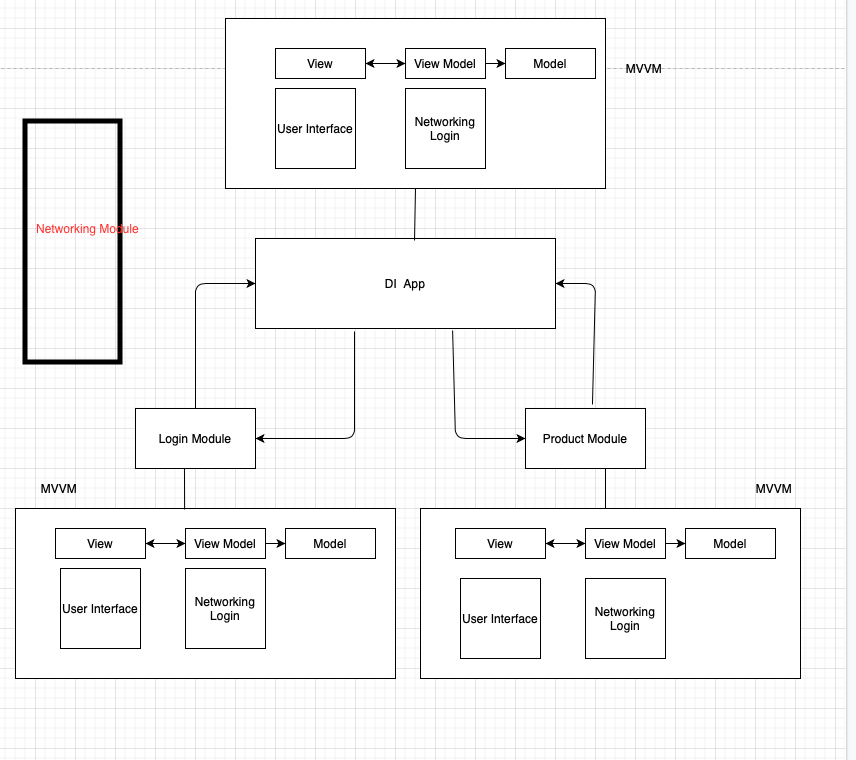 View
View Model
Model
MVVM
User Interface
Networking
Login
Networking Module
DI App
Login Module
Product Module
MVVM
MVVM
View
View Model
Model
View
View Model
Model
User Interface
Networking
Login
User Interface
Networking
Login